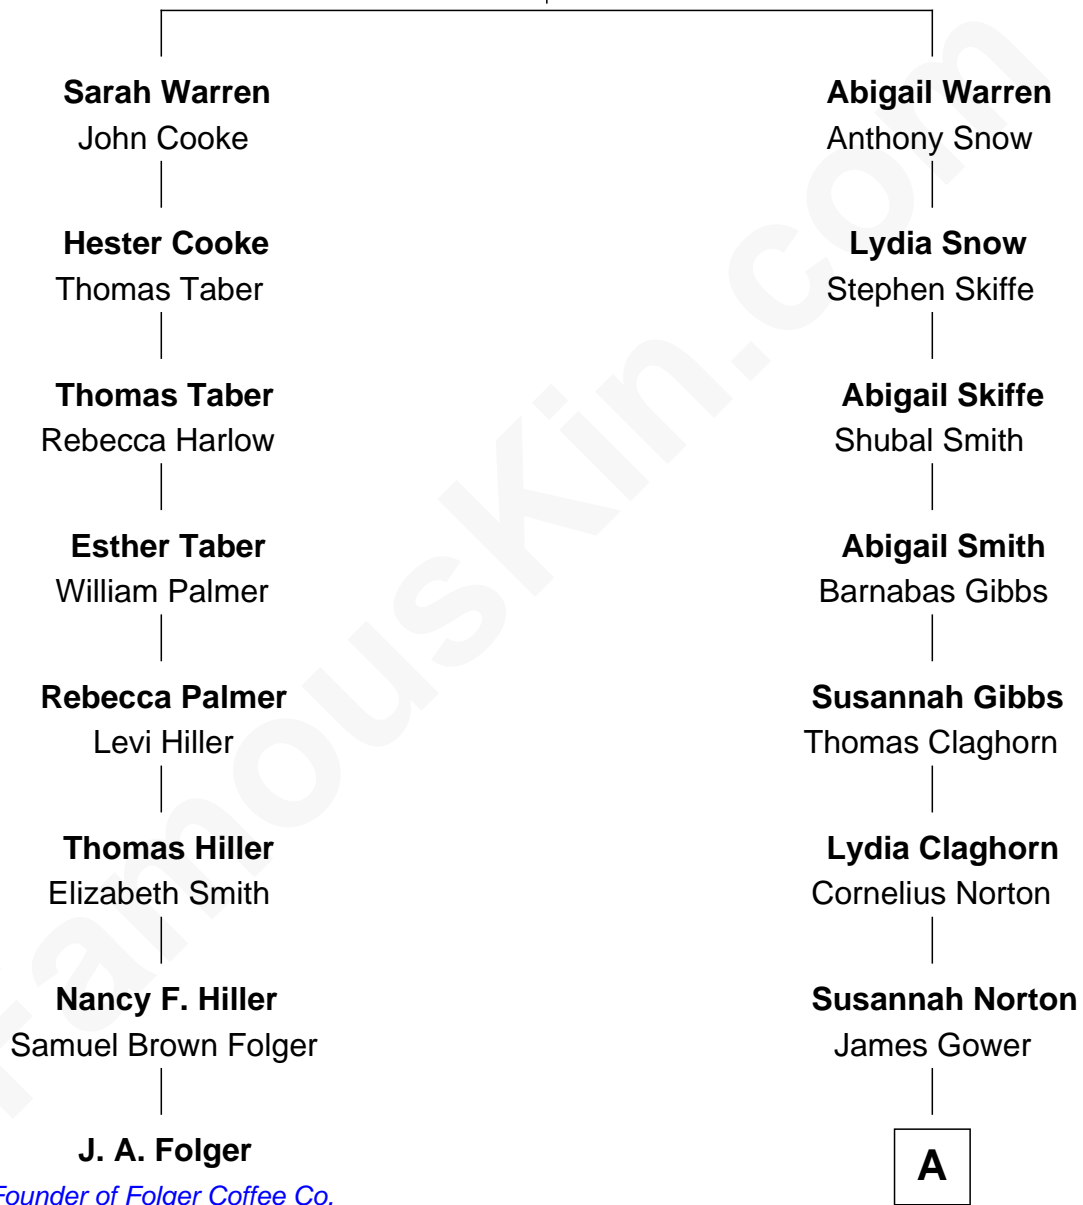 Sarah Warren
John Cooke
Abigail Warren
Anthony Snow
Hester Cooke
Thomas Taber
Lydia Snow
Stephen Skiffe
Thomas Taber
Rebecca Harlow
Abigail Skiffe
Shubal Smith
Esther Taber
William Palmer
Abigail Smith
Barnabas Gibbs
Rebecca Palmer
Levi Hiller
Susannah Gibbs
Thomas Claghorn
Thomas Hiller
Elizabeth Smith
Lydia Claghorn
Cornelius Norton
Nancy F. Hiller
Samuel Brown Folger
Susannah Norton
James Gower
J. A. Folger
Founder of Folger Coffee Co.
A
FamousKin.com